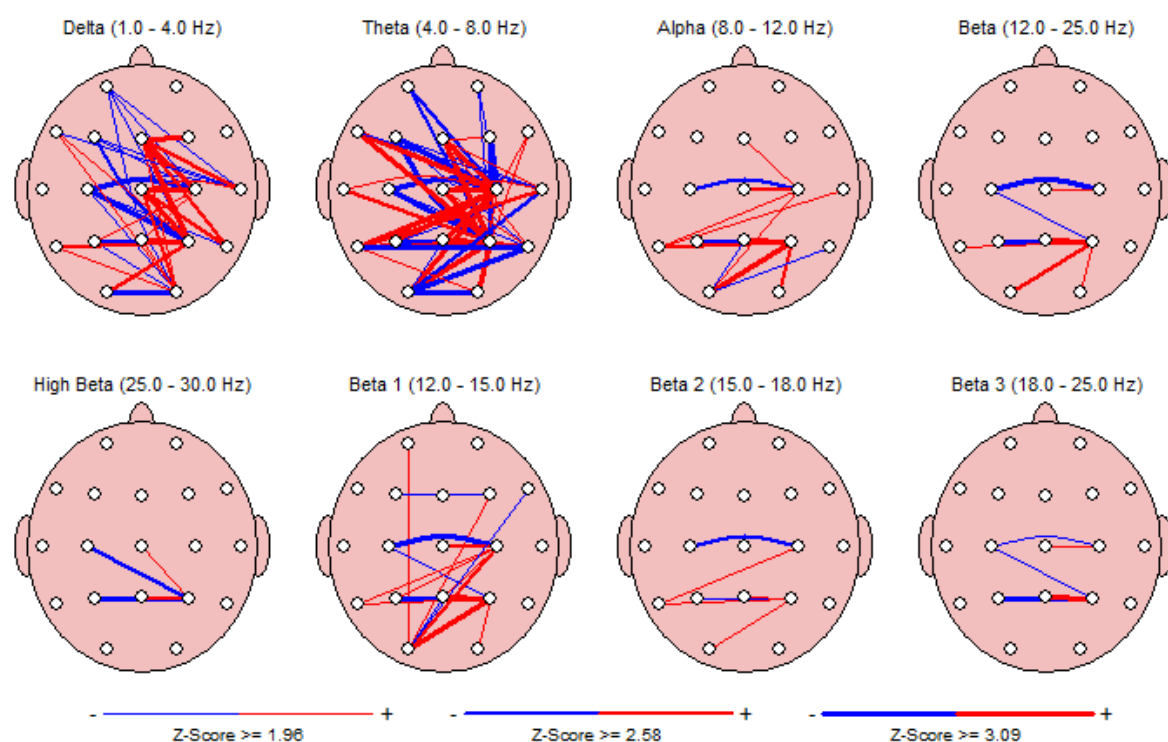 Delta (1.0 - 4.0 Hz) Theta (4.0 - 8.0 Hz) Alpha (8.0 - 12.0 Hz) Beta (12.0 - 25.0 Hz)
High Beta (25.0 - 30.0 Hz) Beta 1 (12.0 - 15.0 Hz) Beta 2 (15.0 - 18.0 Hz) Beta 3 (18.0 - 25.0 Hz)
- + - + - +
Z-Score >= 1.96 Z-Score >= 2.58 Z-Score >= 3.09